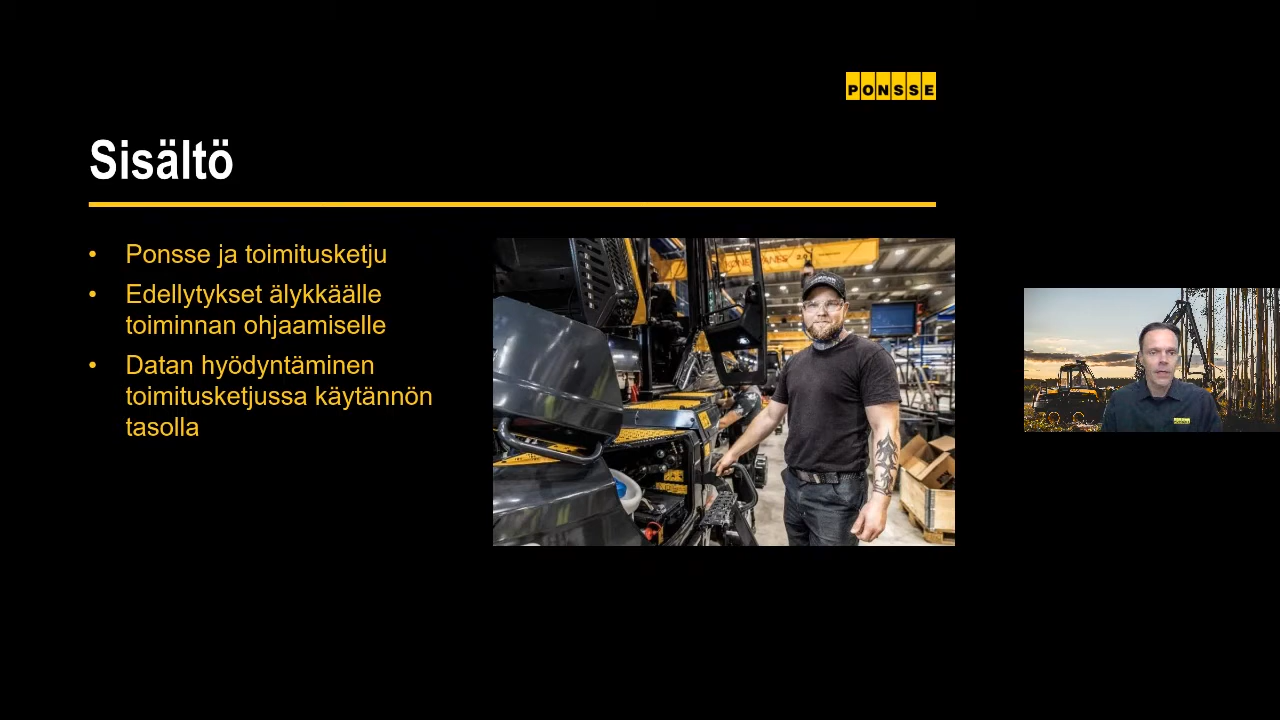 PONSSE
Sisältö
• Ponsse ja toimitusketju
• Edellytykset älykkäälle
toiminnan ohjaamiselle
• Datan hyödyntäminen
toimitusketjussa käytännön
tasolla